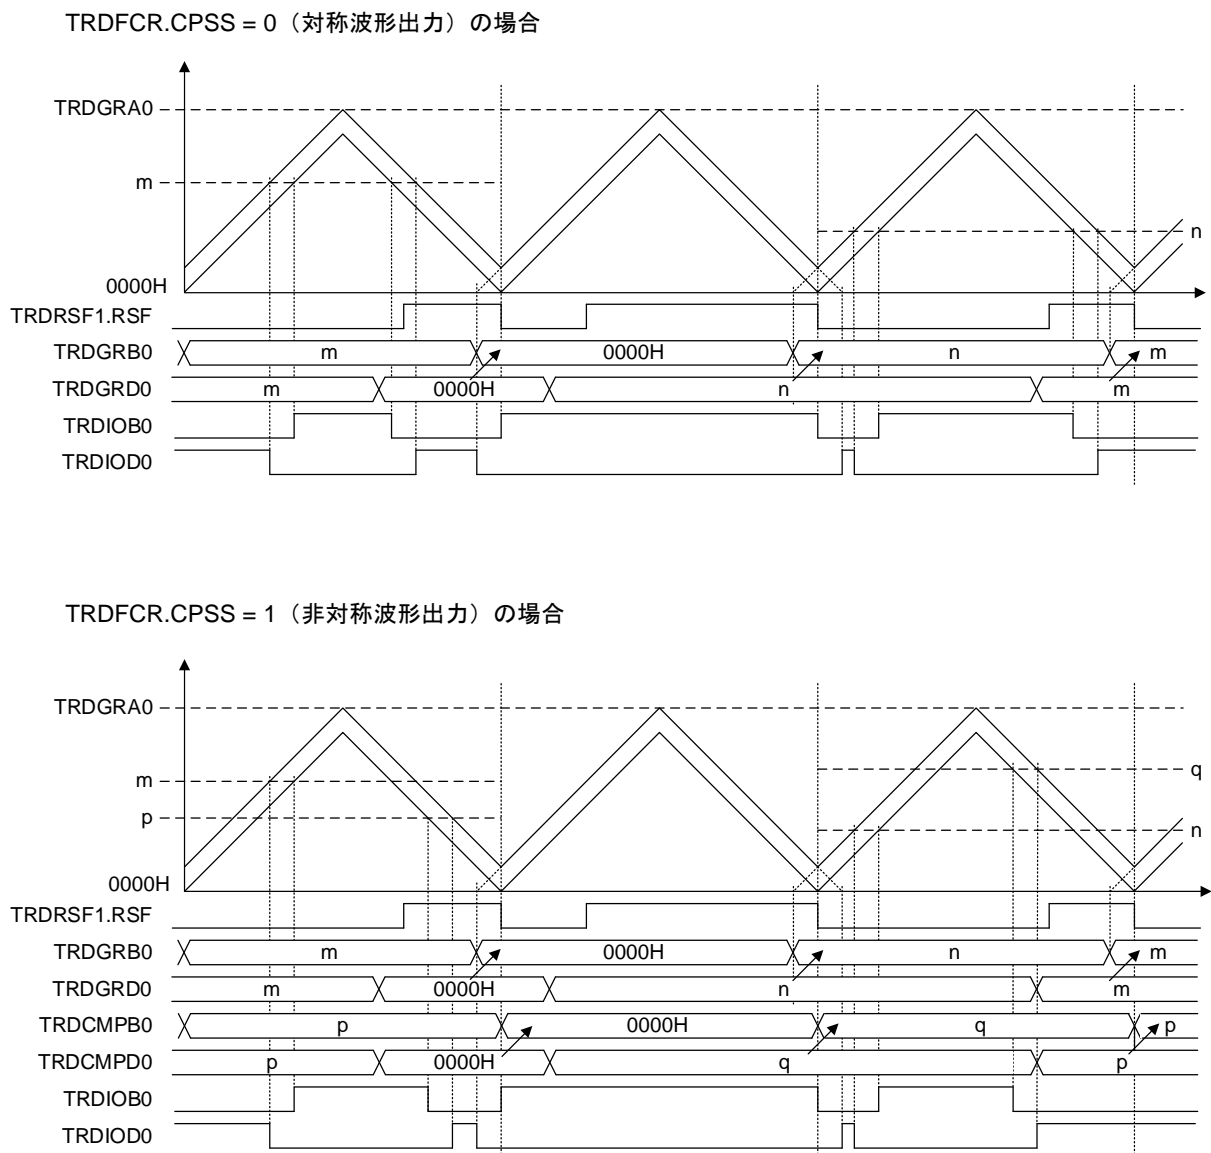 TRDFCR.CPSS = 0（対称波形出力）の場合
TRDGRA0
m
n
0000H
TRDRSF1.RSF
TRDGRB0 m 0000H n m
TRDGRD0 m 0000H n m
TRDIOB0
TRDIOD0
TRDFCR.CPSS = 1（非対称波形出力）の場合
TRDGRA0
q
m
p
n
0000H
TRDRSF1.RSF
TRDGRB0 m 0000H n m
TRDGRD0 m 0000H n m
TRDCMPB0 p 0000H q p
TRDCMPD0 p 0000H q p
TRDIOB0
TRDIOD0